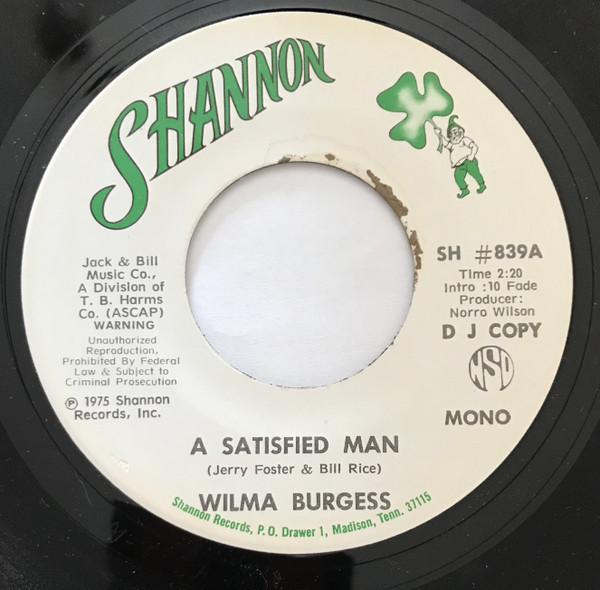 SHANNON
Jack & Bill
Music Co.,
A Division of
T. B. Harms
Co. (ASCAP)
WARNING
Unauthorized
Reproduction,
Prohibited By Federal
Law & Subject to
Criminal Prosecution
℗ 1975 Shannon
Records, Inc.
SH #839A
Time 2:20
Intro :10 Fade
Producer:
Norro Wilson
D J COPY
NSD
MONO
A SATISFIED MAN
(Jerry Foster & Bill Rice)
WILMA BURGESS
Shannon Records, P.O. Drawer 1, Madison, Tenn. 37115